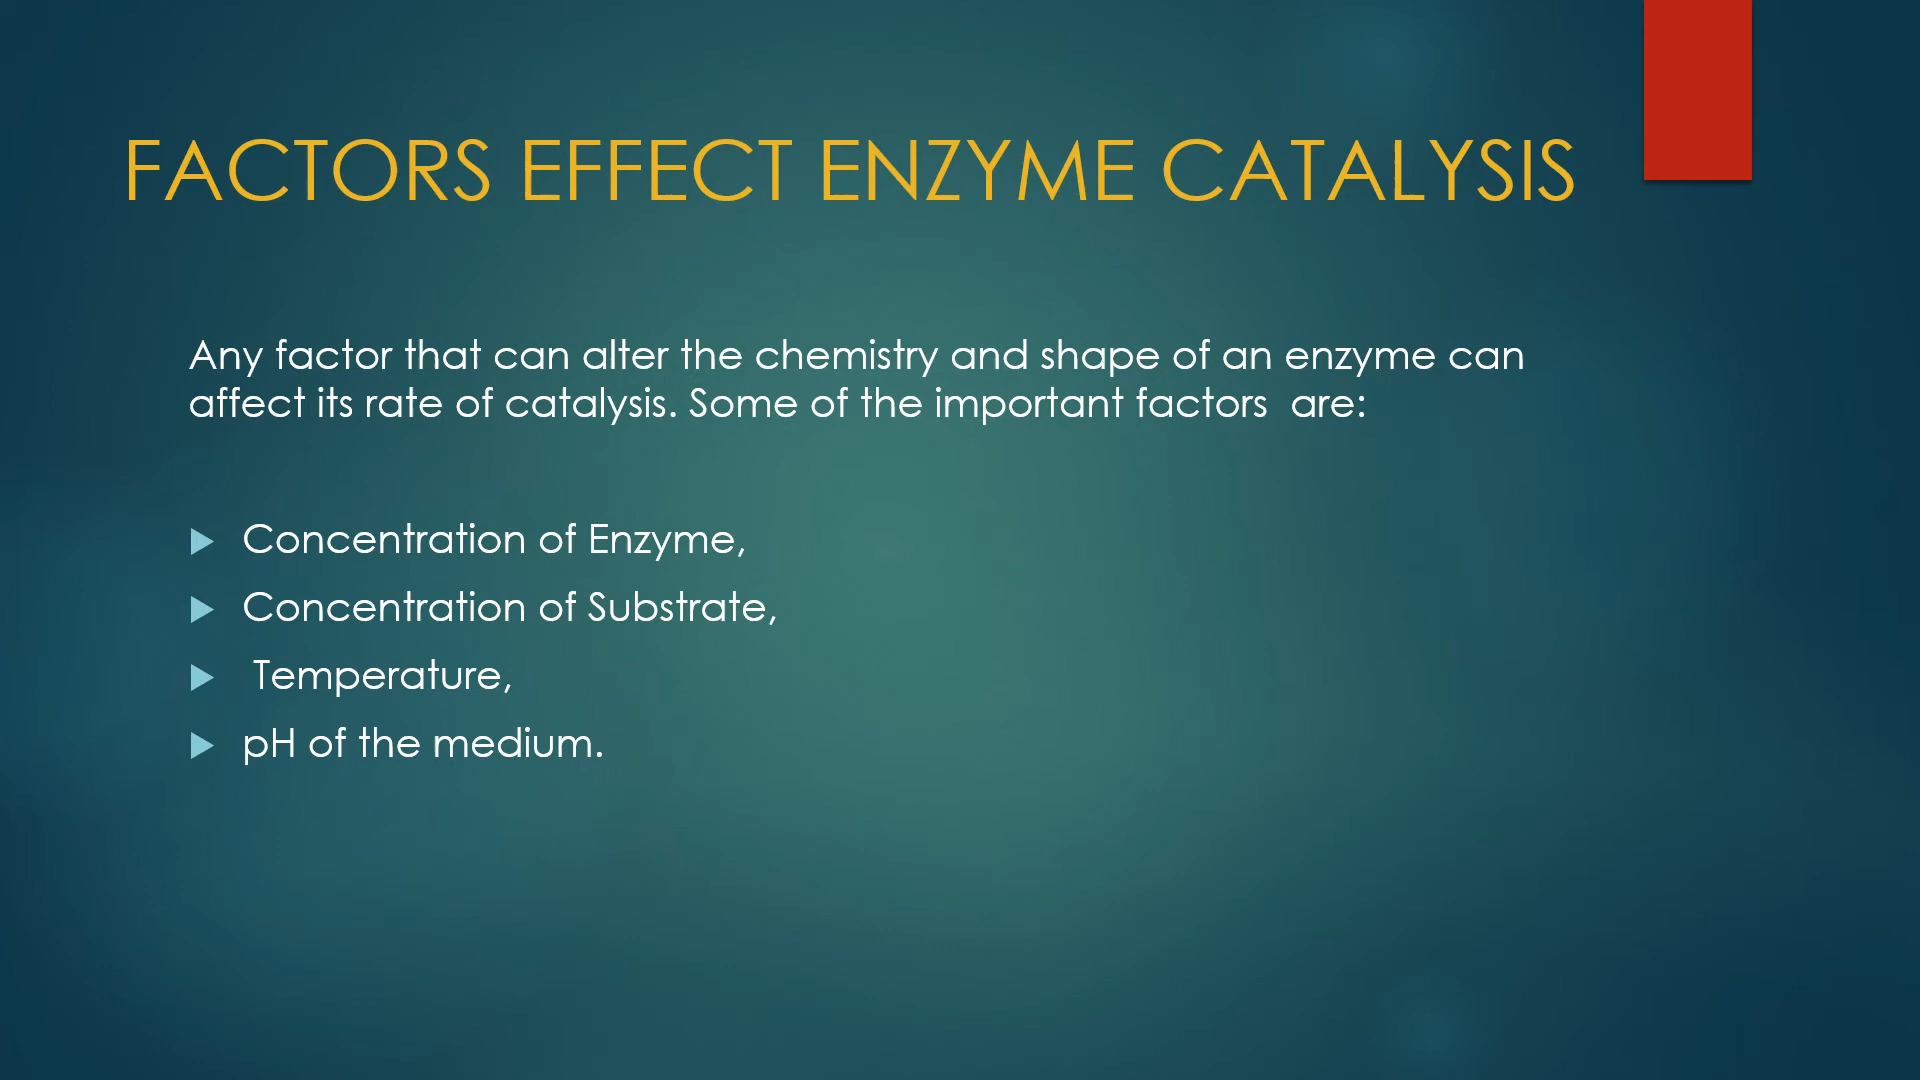 FACTORS EFFECT ENZYME CATALYSIS
Any factor that can alter the chemistry and shape of an enzyme can
affect its rate of catalysis. Some of the important factors  are:
Concentration of Enzyme,
Concentration of Substrate,
Temperature,
pH of the medium.